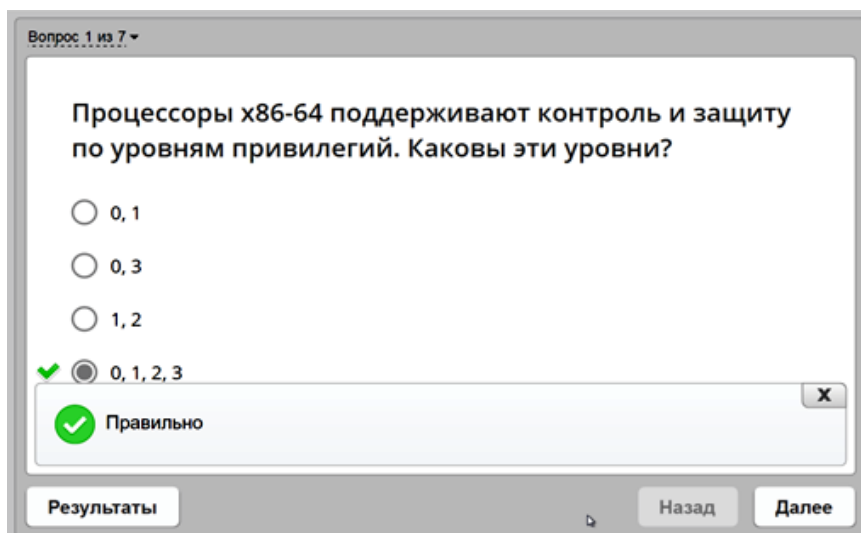 Вопрос 1 из 7
Процессоры x86-64 поддерживают контроль и защиту
по уровням привилегий. Каковы эти уровни?
0, 1
0, 3
1, 2
0, 1, 2, 3
X
Правильно
Результаты
Назад
Далее